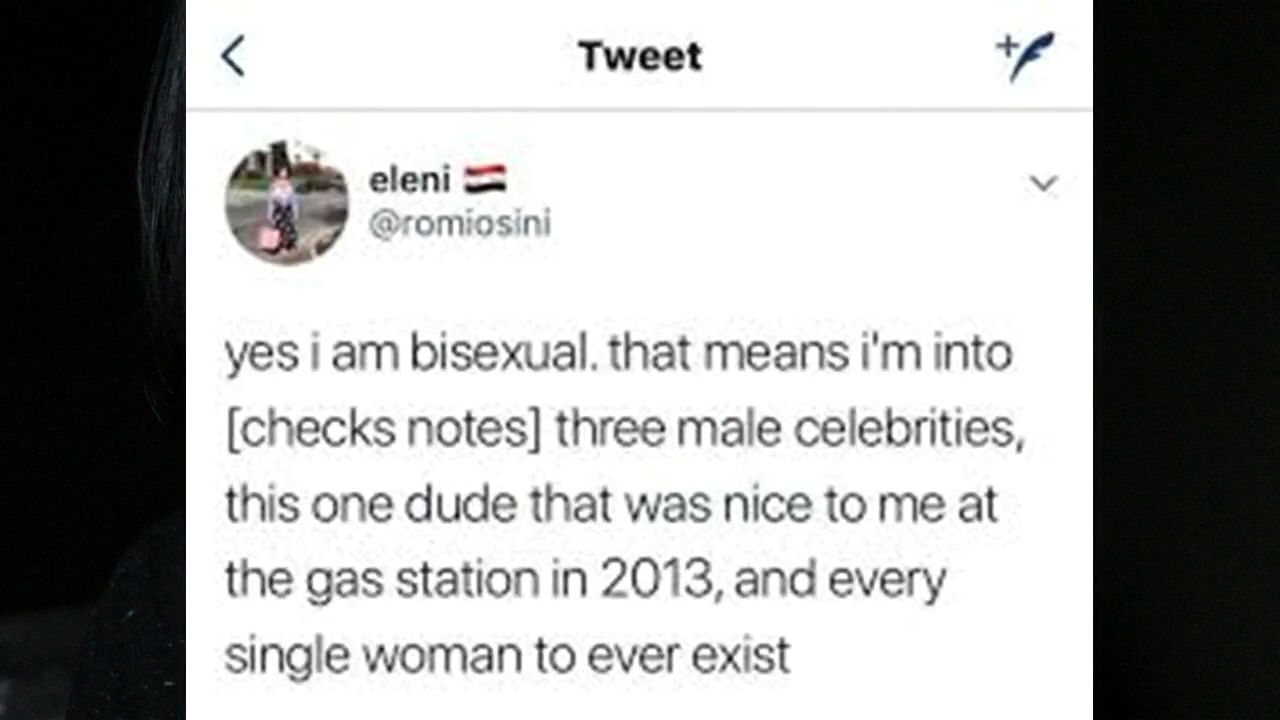 Tweet
eleni
@romiosini
yes i am bisexual. that means i'm into
[checks notes] three male celebrities,
this one dude that was nice to me at
the gas station in 2013, and every
single woman to ever exist